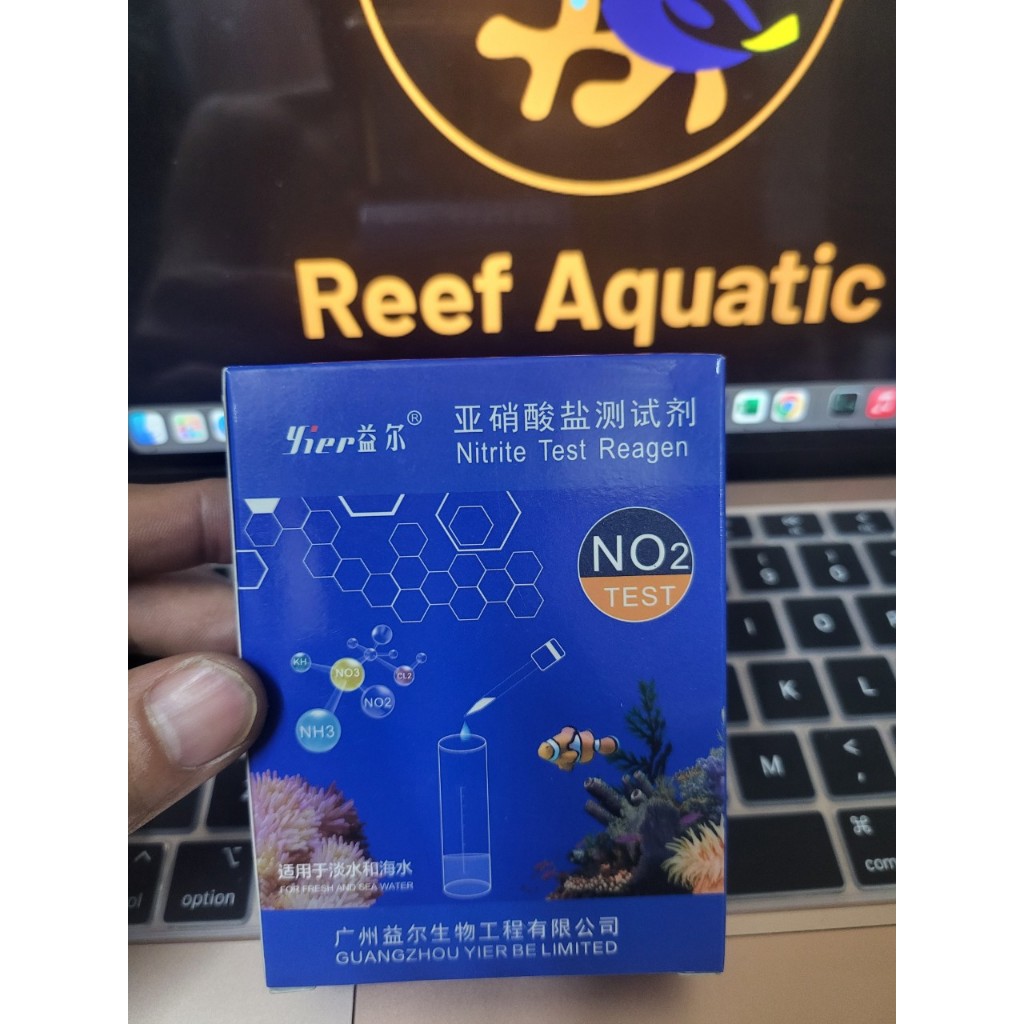 Reef Aquatic
Yier益尔®
亚硝酸盐测试剂
Nitrite Test Reagen
NO2
TEST
KH
NO3
CL2
NO2
NH3
适用于淡水和海水
FOR FRESH AND SEA WATER
广州益尔生物工程有限公司
GUANGZHOU YIER BE LIMITED
K
L
M
<
,
⌘
com
^
⌥
option